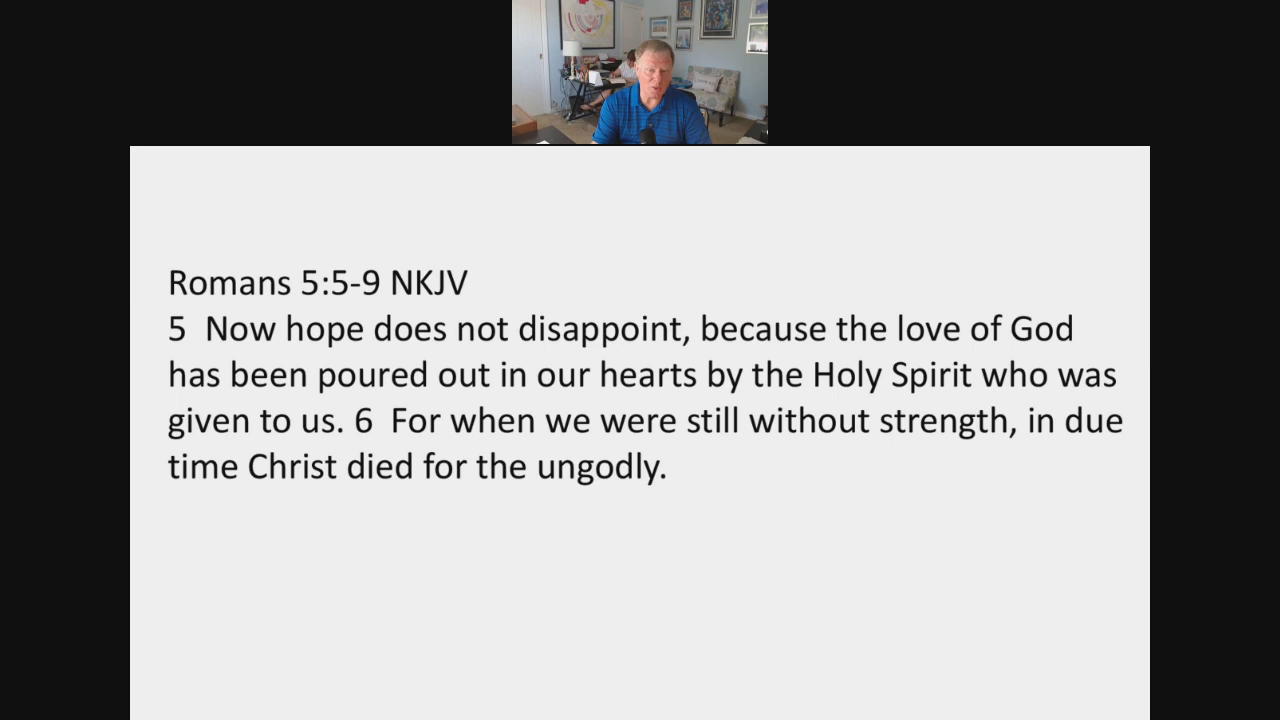 Romans 5:5-9 NKJV
5 Now hope does not disappoint, because the love of God
has been poured out in our hearts by the Holy Spirit who was
given to us. 6 For when we were still without strength, in due
time Christ died for the ungodly.